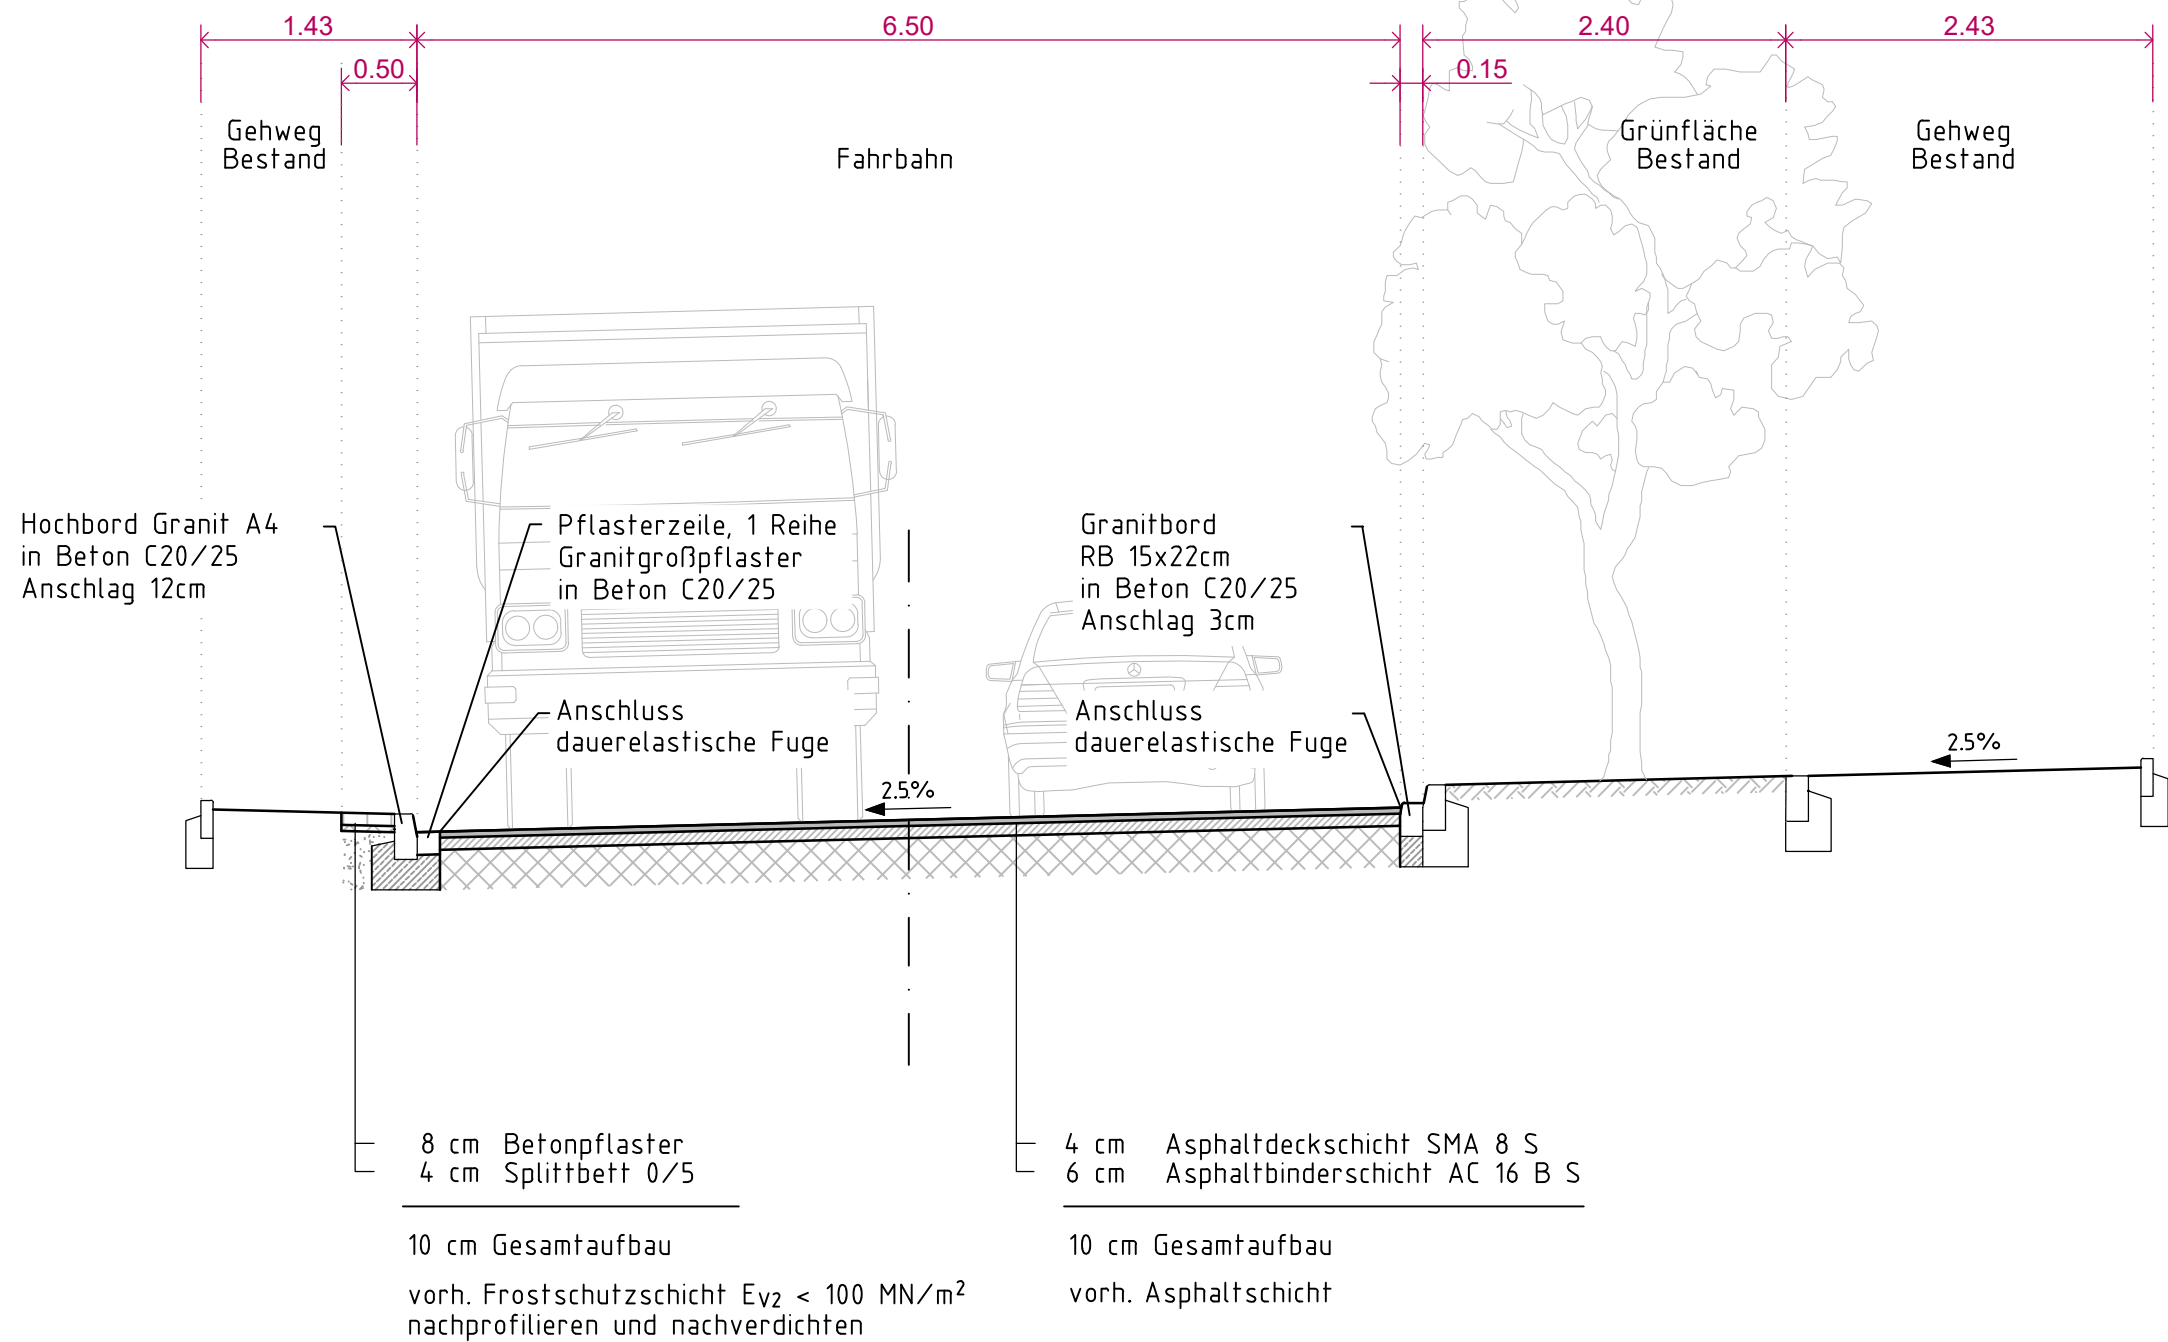 1.43
6.50
2.40
2.43
0.50
0.15
Gehweg
Bestand
Fahrbahn
Grünfläche
Bestand
Gehweg
Bestand
Hochbord Granit A4
in Beton C20/25
Anschlag 12cm
Pflasterzeile, 1 Reihe
Granitgroßpflaster
in Beton C20/25
Granitbord
RB 15x22cm
in Beton C20/25
Anschlag 3cm
Anschluss
dauerelastische Fuge
Anschluss
dauerelastische Fuge
2.5%
2.5%
8 cm Betonpflaster
4 cm Splittbett 0/5
10 cm Gesamtaufbau
vorh. Frostschutzschicht Ev2 < 100 MN/m²
nachprofilieren und nachverdichten
4 cm Asphaltdeckschicht SMA 8 S
6 cm Asphaltbinderschicht AC 16 B S
10 cm Gesamtaufbau
vorh. Asphaltschicht